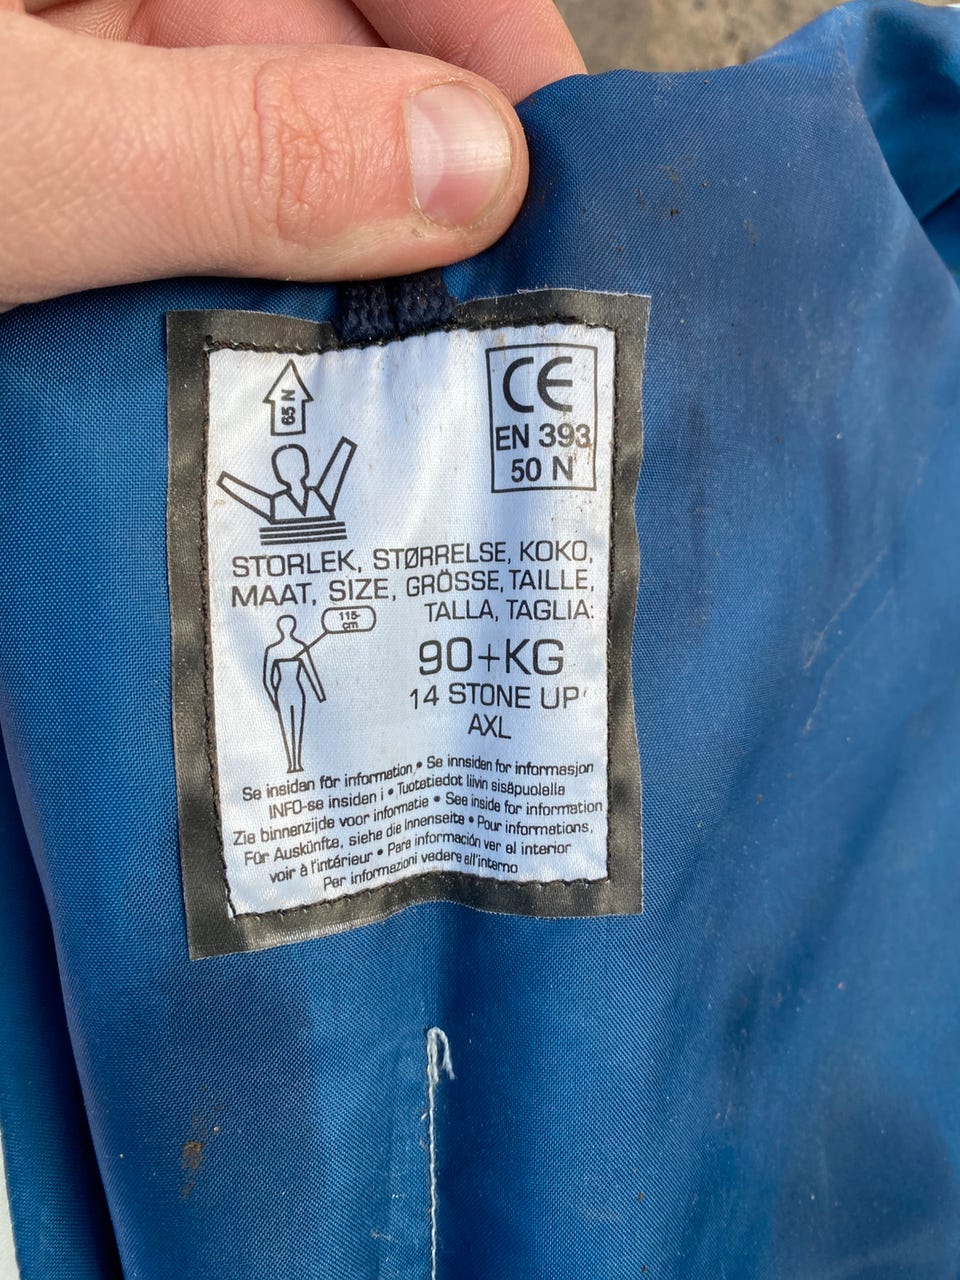 65 N
CE
EN 393
50 N
STORLEK, STØRRELSE, KOKO,
MAAT, SIZE, GRÖSSE, TAILLE,
TALLA, TAGLIA:
115-
cm
90+KG
14 STONE UP
AXL
Se insidan för information • Se innsiden for informasjon
INFO-se insiden i • Tuotetiedot liivin sisäpuolella
Zie binnenzijde voor informatie • See inside for information
Für Auskünfte, siehe die Innenseite • Pour informations,
voir à l'intérieur • Para información ver el interior
Per informazioni vedere all'interno